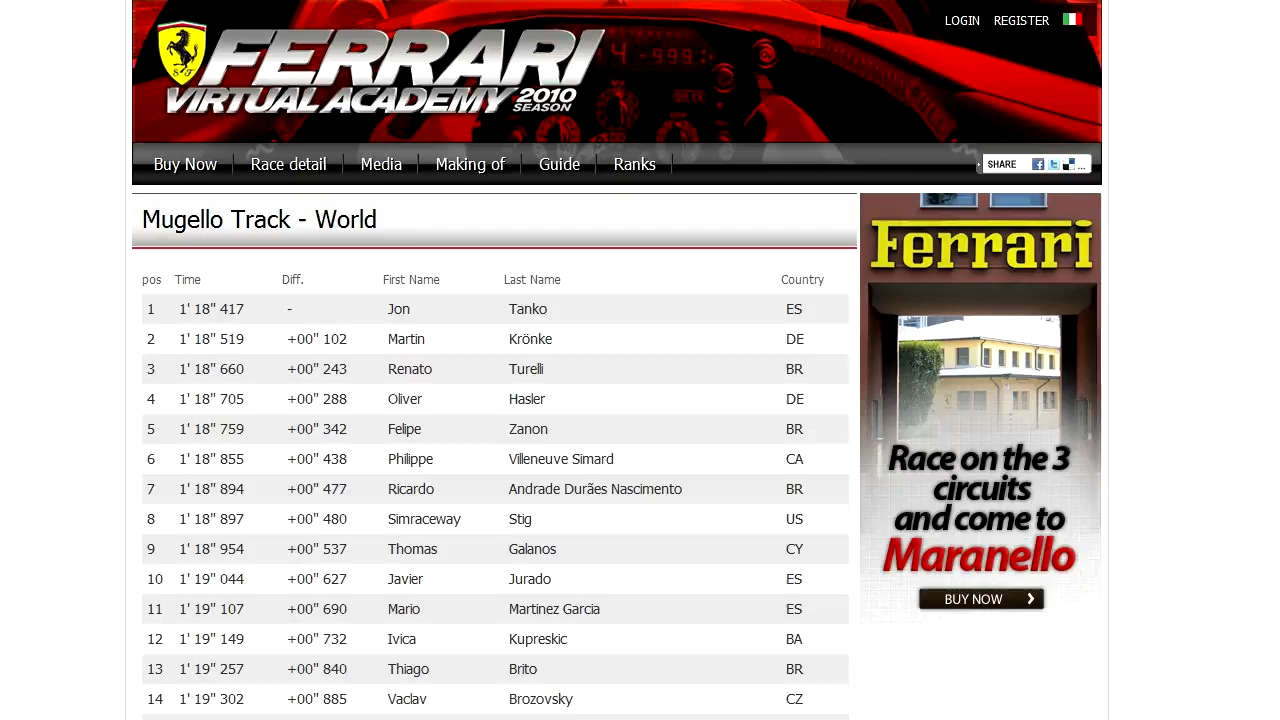 LOGIN REGISTER
FERRARI
VIRTUAL ACADEMY 2010 SEASON
Buy Now Race detail Media Making of Guide Ranks SHARE ...
Mugello Track - World
pos Time Diff. First Name Last Name Country
1 1' 18" 417 - Jon Tanko ES
2 1' 18" 519 +00" 102 Martin Krönke DE
3 1' 18" 660 +00" 243 Renato Turelli BR
4 1' 18" 705 +00" 288 Oliver Hasler DE
5 1' 18" 759 +00" 342 Felipe Zanon BR
6 1' 18" 855 +00" 438 Philippe Villeneuve Simard CA
7 1' 18" 894 +00" 477 Ricardo Andrade Durães Nascimento BR
8 1' 18" 897 +00" 480 Simraceway Stig US
9 1' 18" 954 +00" 537 Thomas Galanos CY
10 1' 19" 044 +00" 627 Javier Jurado ES
11 1' 19" 107 +00" 690 Mario Martinez Garcia ES
12 1' 19" 149 +00" 732 Ivica Kupreskic BA
13 1' 19" 257 +00" 840 Thiago Brito BR
14 1' 19" 302 +00" 885 Vaclav Brozovsky CZ
Ferrari
Race on the 3
circuits
and come to
Maranello
BUY NOW